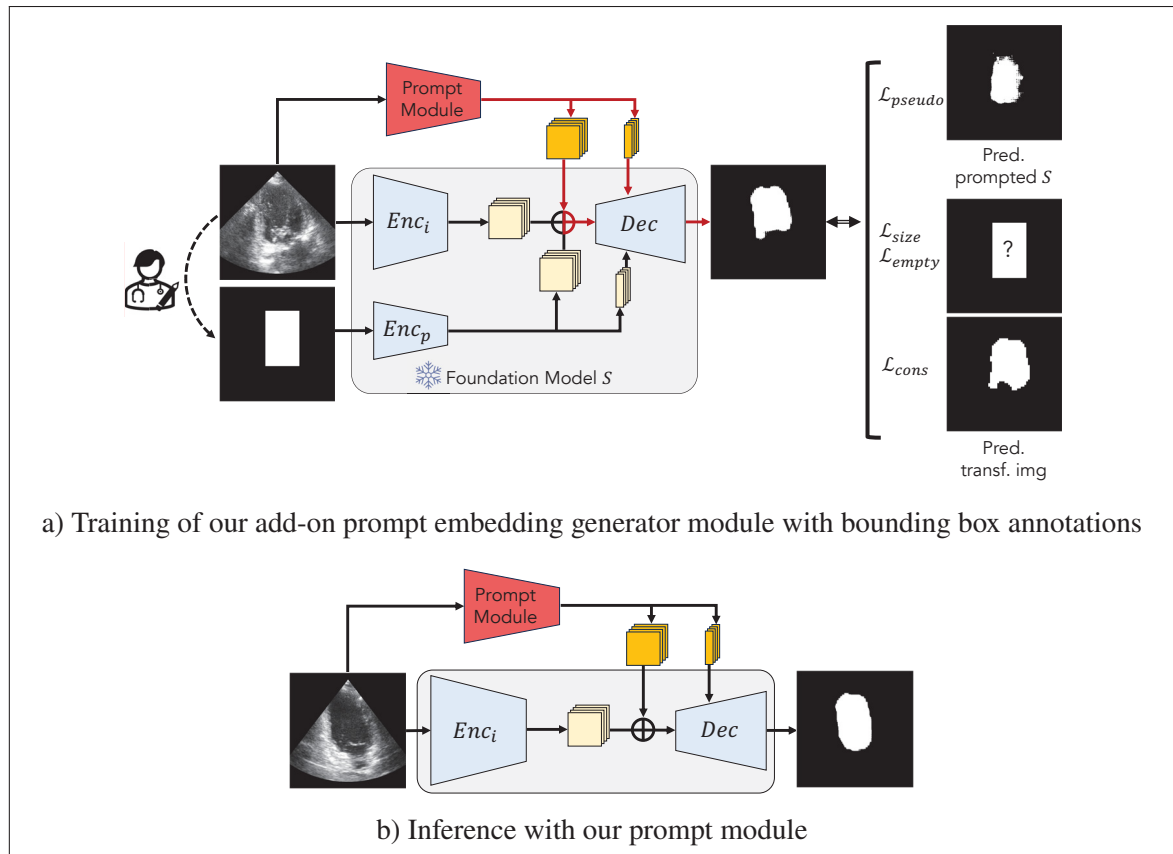 Prompt
Module
Enc_i
Dec
Enc_p
Foundation Model S
ℒ_pseudo
Pred.
prompted S
ℒ_size
ℒ_empty
?
ℒ_cons
Pred.
transf. img
a) Training of our add-on prompt embedding generator module with bounding box annotations
Prompt
Module
Enc_i
Dec
b) Inference with our prompt module